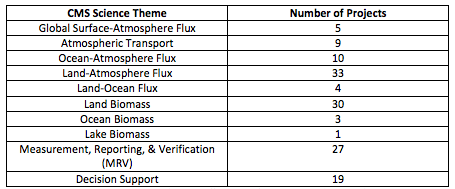 CMS Science Theme Number of Projects
Global Surface-Atmosphere Flux 5
Atmospheric Transport 9
Ocean-Atmosphere Flux 10
Land-Atmosphere Flux 33
Land-Ocean Flux 4
Land Biomass 30
Ocean Biomass 3
Lake Biomass 1
Measurement, Reporting, & Verification 27
(MRV)
Decision Support 19